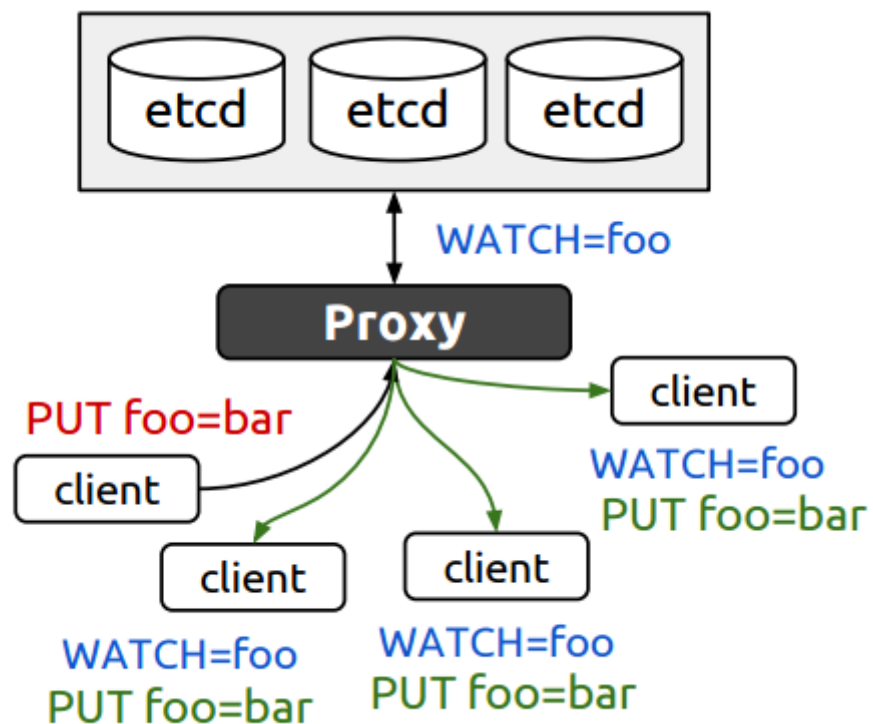 etcd
etcd
etcd
WATCH=foo
Proxy
client
PUT foo=bar
client
WATCH=foo
PUT foo=bar
client
client
WATCH=foo
PUT foo=bar
WATCH=foo
PUT foo=bar